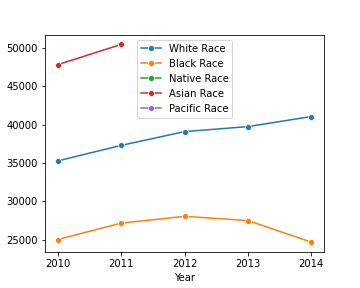 50000
45000
40000
35000
30000
25000
White Race
Black Race
Native Race
Asian Race
Pacific Race
2010 2011 2012 2013 2014
Year